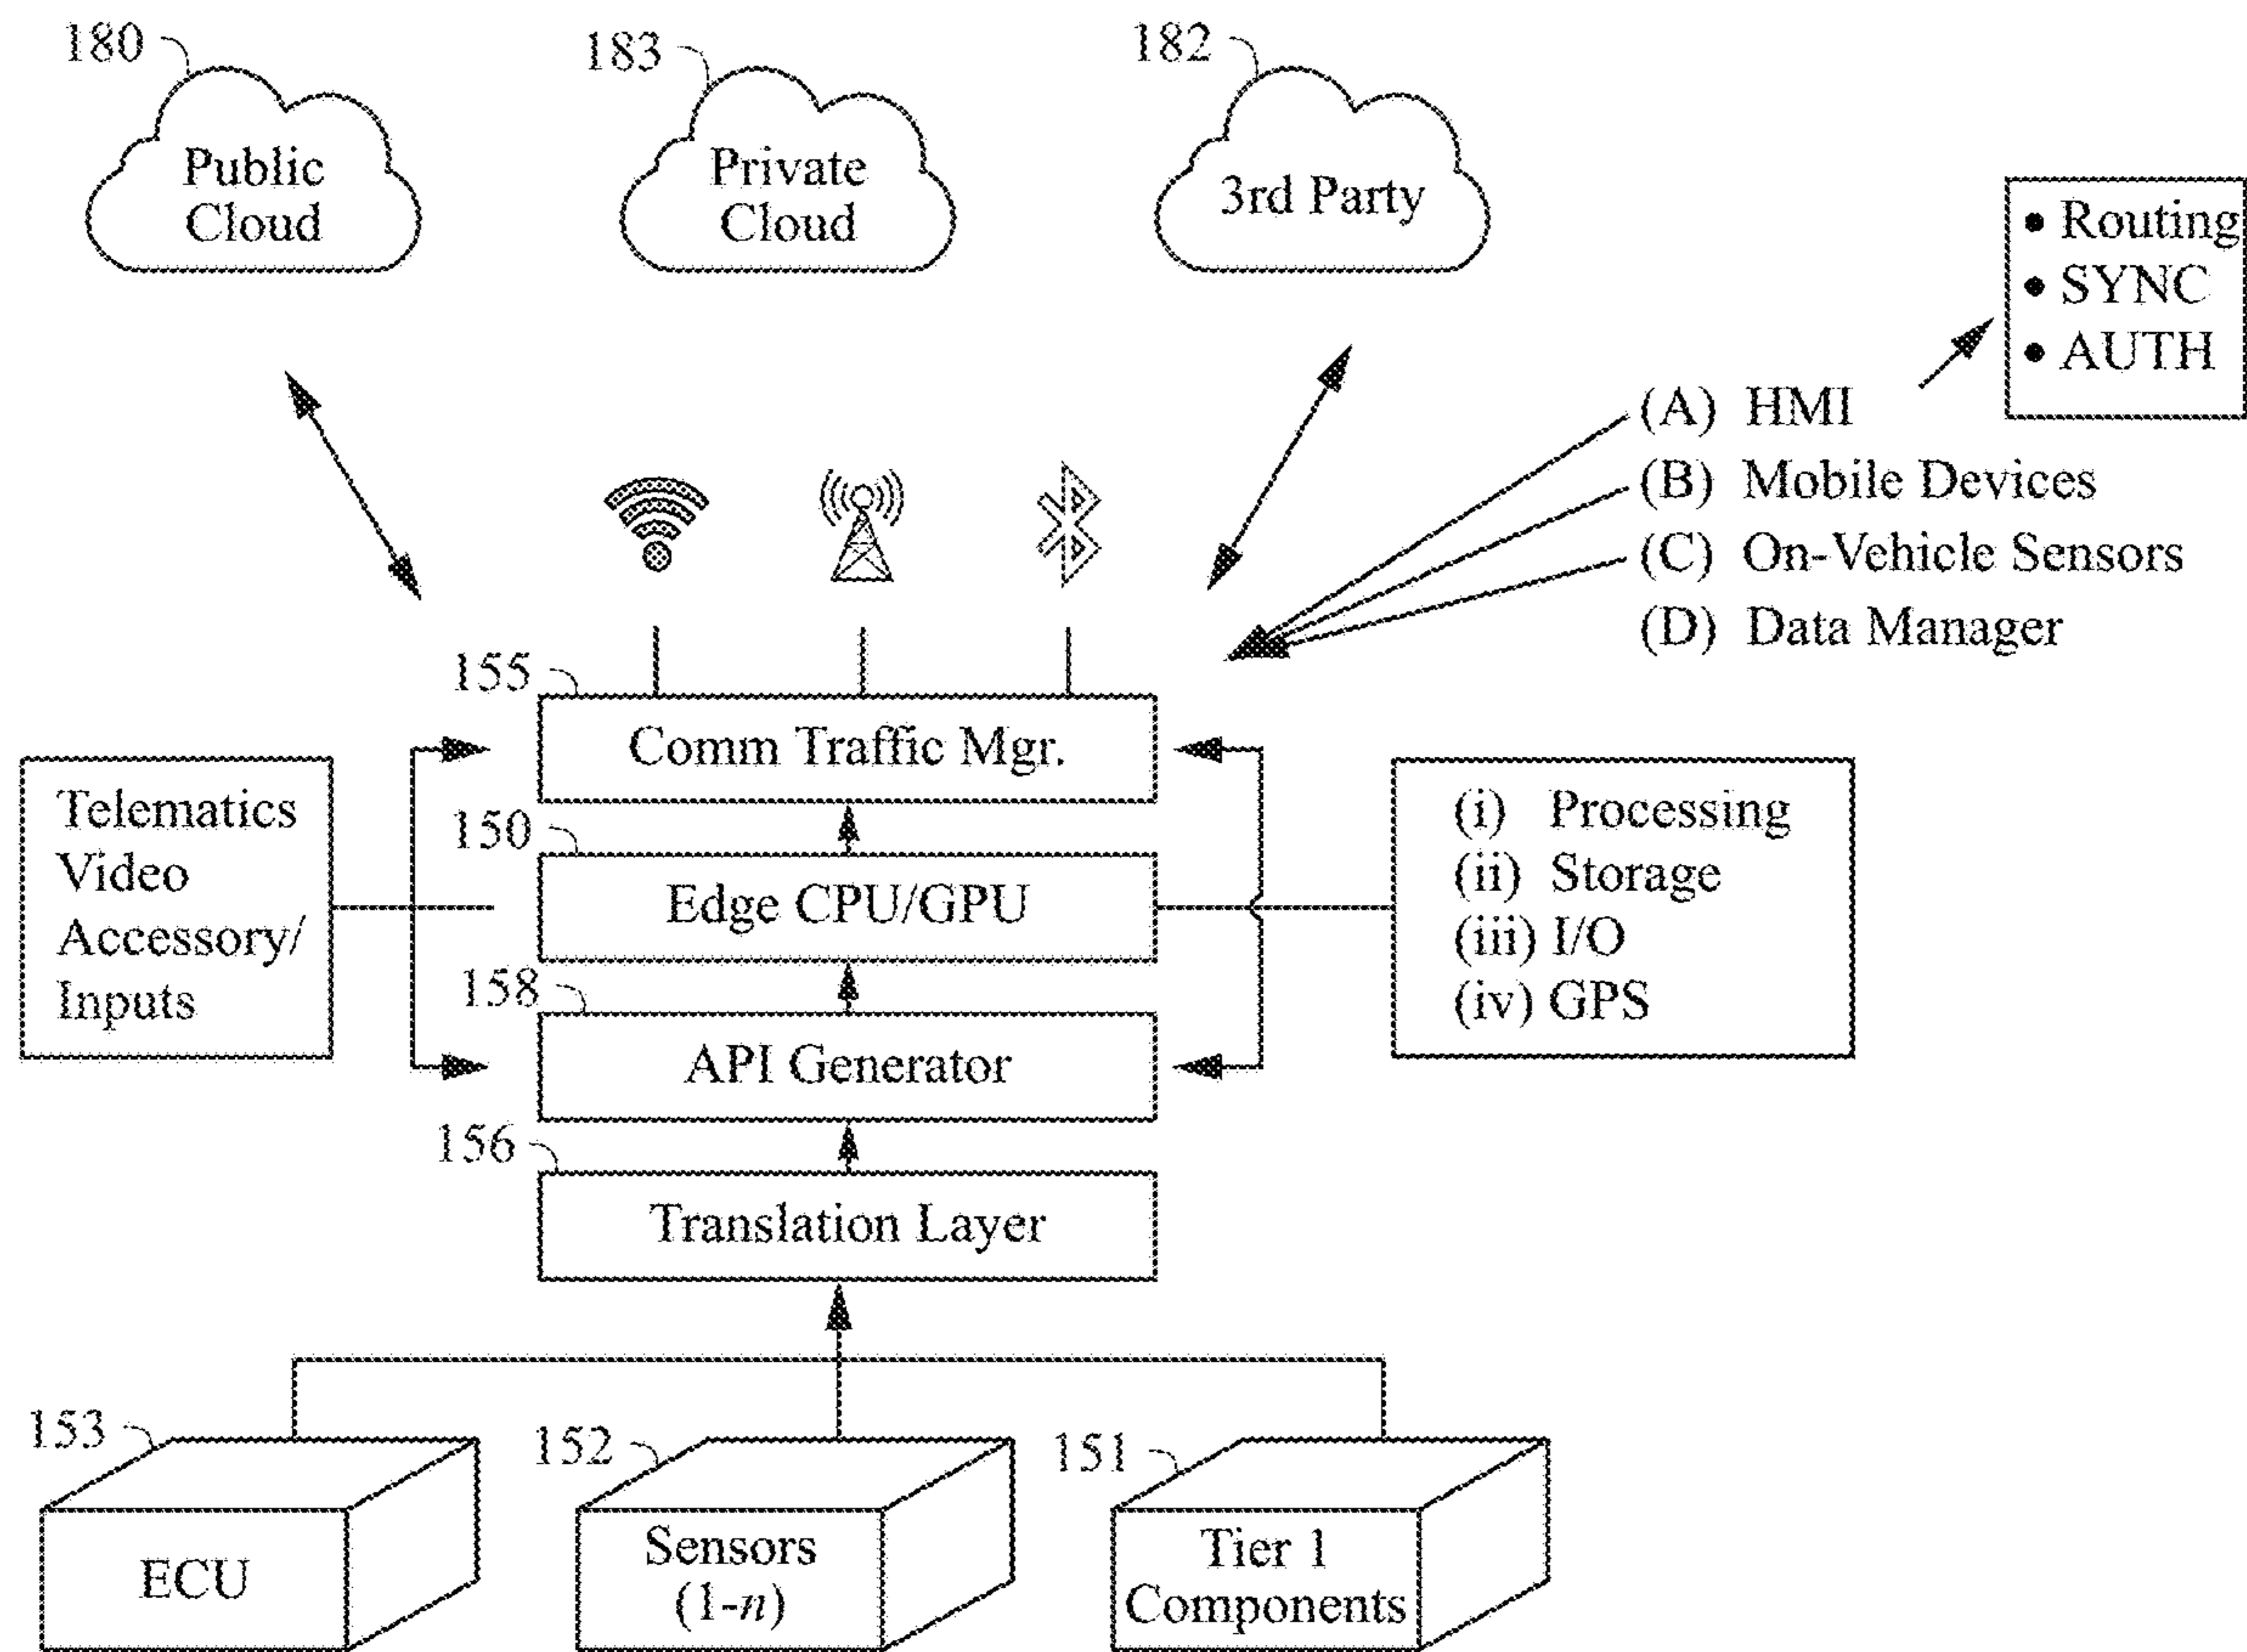 180
183
182
Public
Cloud
Private
Cloud
3rd Party
• Routing
• SYNC
• AUTH
(A) HMI
(B) Mobile Devices
(C) On-Vehicle Sensors
(D) Data Manager
155
Comm Traffic Mgr.
Telematics
Video
Accessory/
Inputs
150
Edge CPU/GPU
(i) Processing
(ii) Storage
(iii) I/O
(iv) GPS
158
API Generator
156
Translation Layer
153
152
151
ECU
Sensors
(1-n)
Tier 1
Components